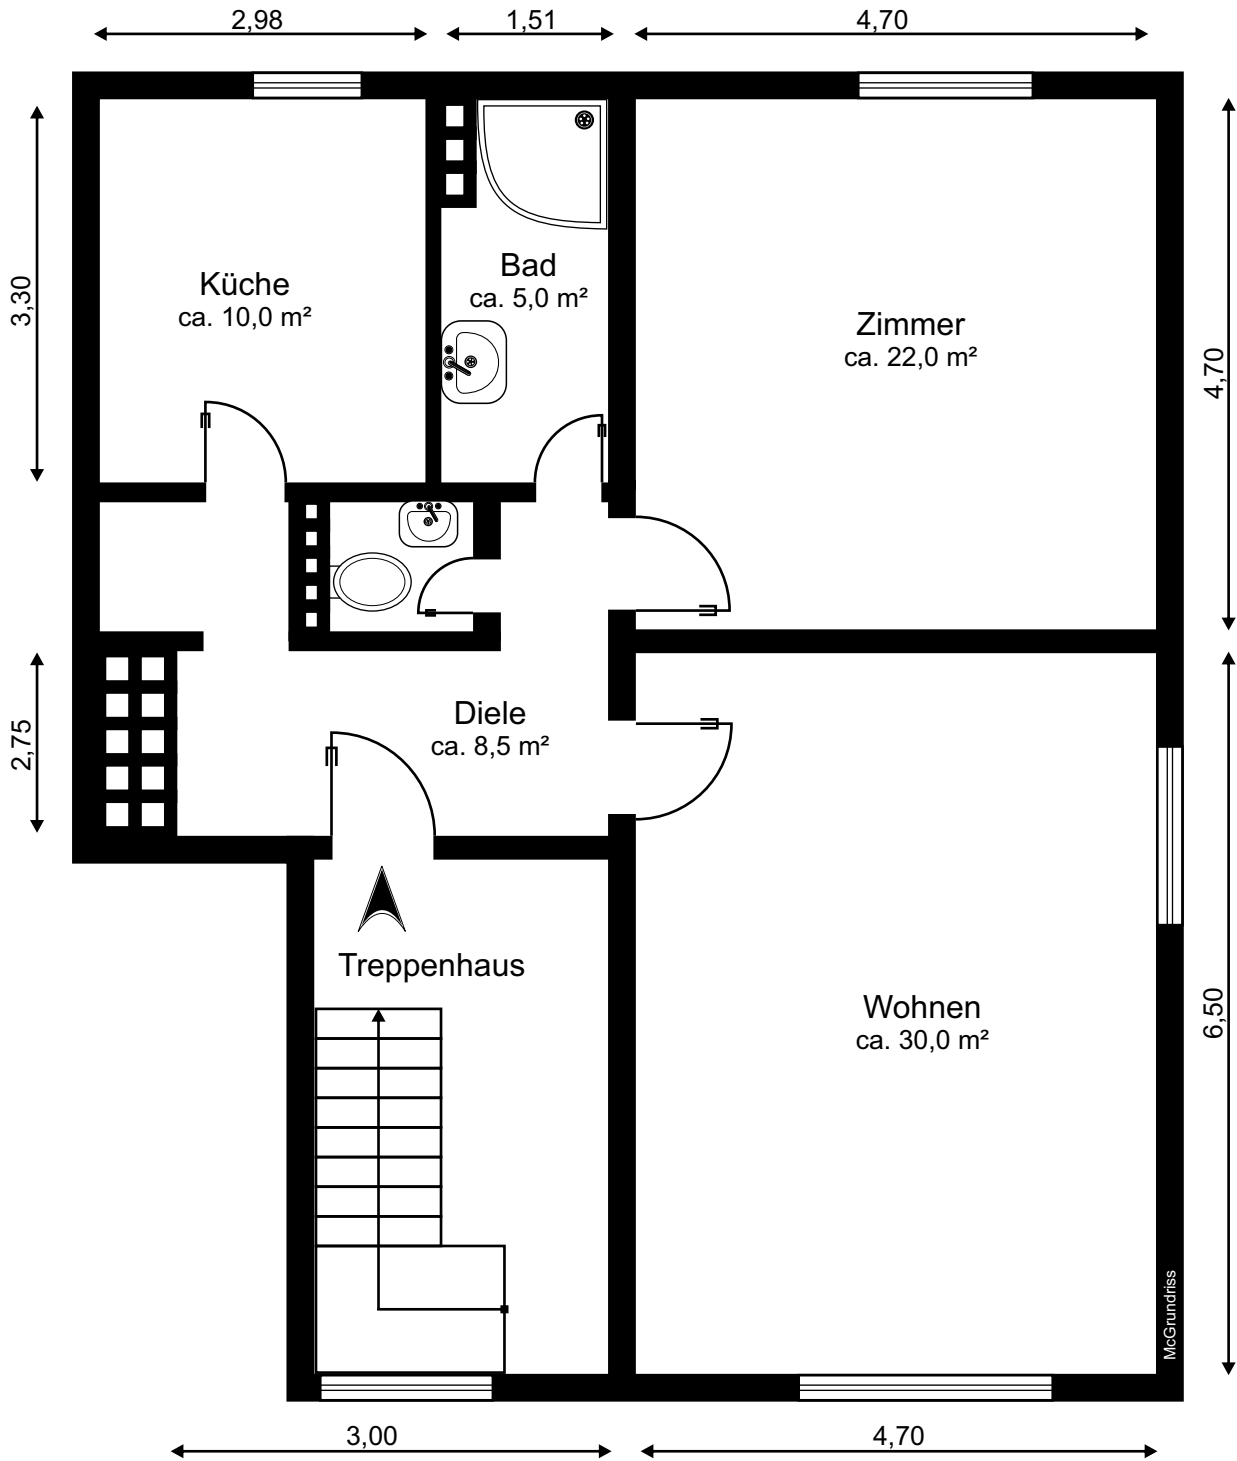 2,98
1,51
4,70
3,30
Küche
ca. 10,0 m²
Bad
ca. 5,0 m²
Zimmer
ca. 22,0 m²
4,70
2,75
Diele
ca. 8,5 m²
Treppenhaus
Wohnen
ca. 30,0 m²
6,50
McGrundriss
3,00
4,70